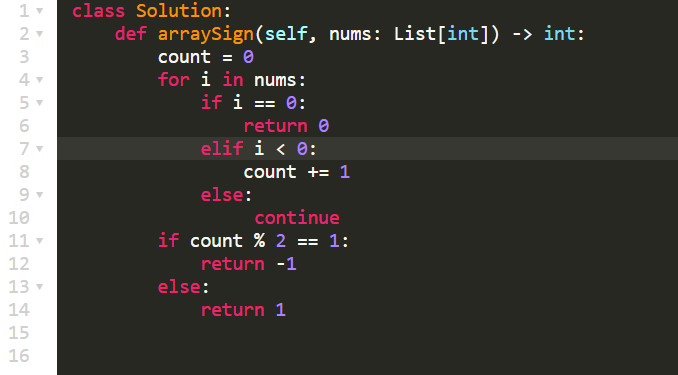 1 class Solution:
2     def arraySign(self, nums: List[int]) -> int:
3         count = 0
4         for i in nums:
5             if i == 0:
6                 return 0
7             elif i < 0:
8                 count += 1
9             else:
10                  continue
11        if count % 2 == 1:
12            return -1
13        else:
14            return 1
15
16